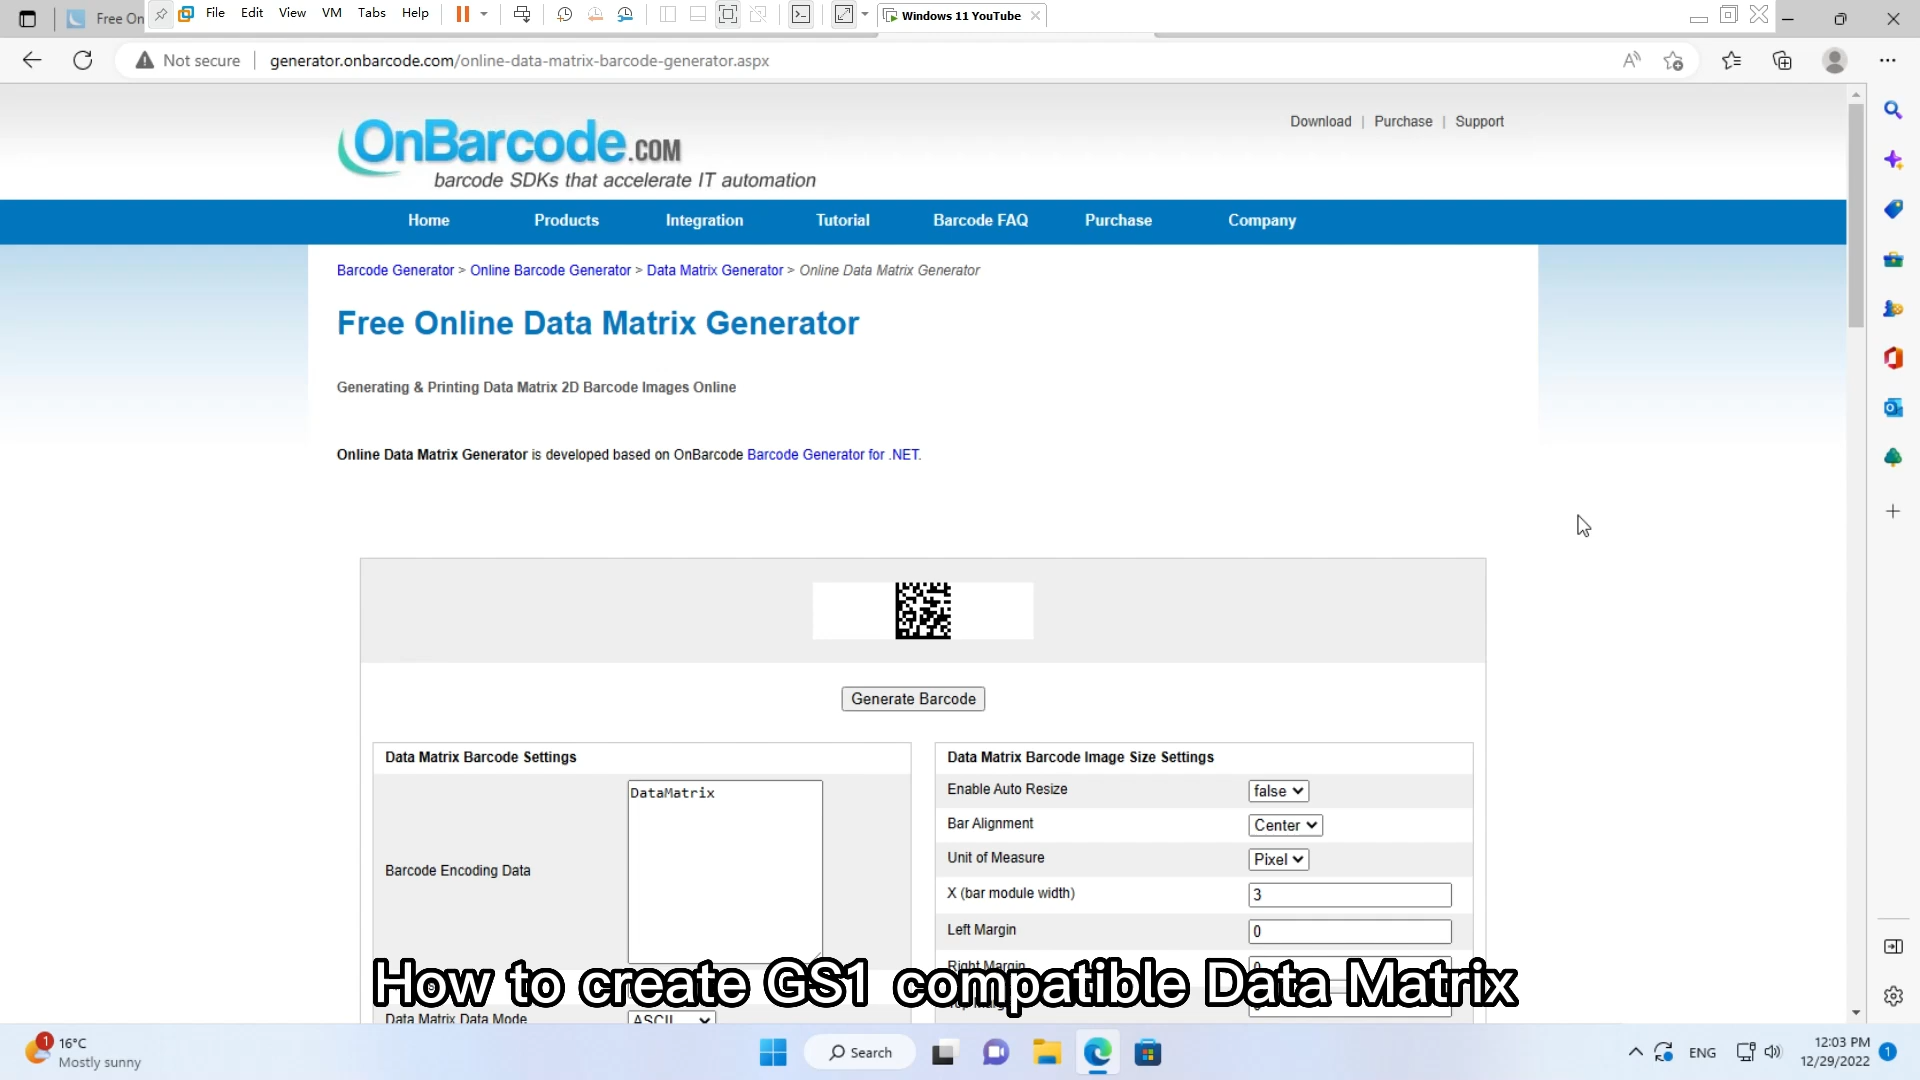 Free On
File Edit View VM Tabs Help
Windows 11 YouTube
Not secure
generator.onbarcode.com/online-data-matrix-barcode-generator.aspx
OnBarcode.COM
barcode SDKs that accelerate IT automation
Download | Purchase | Support
Home Products Integration Tutorial Barcode FAQ Purchase Company
Barcode Generator > Online Barcode Generator > Data Matrix Generator > Online Data Matrix Generator
Free Online Data Matrix Generator
Generating & Printing Data Matrix 2D Barcode Images Online
Online Data Matrix Generator is developed based on OnBarcode Barcode Generator for .NET.
Generate Barcode
Data Matrix Barcode Settings
Barcode Encoding Data
DataMatrix
Data Matrix Data Mode
ASCII
Data Matrix Barcode Image Size Settings
Enable Auto Resize false
Bar Alignment Center
Unit of Measure Pixel
X (bar module width) 3
Left Margin 0
Right Margin 0
How to create GS1 compatible Data Matrix
1
16°C
Mostly sunny
Search
ENG
12:03 PM
12/29/2022
1